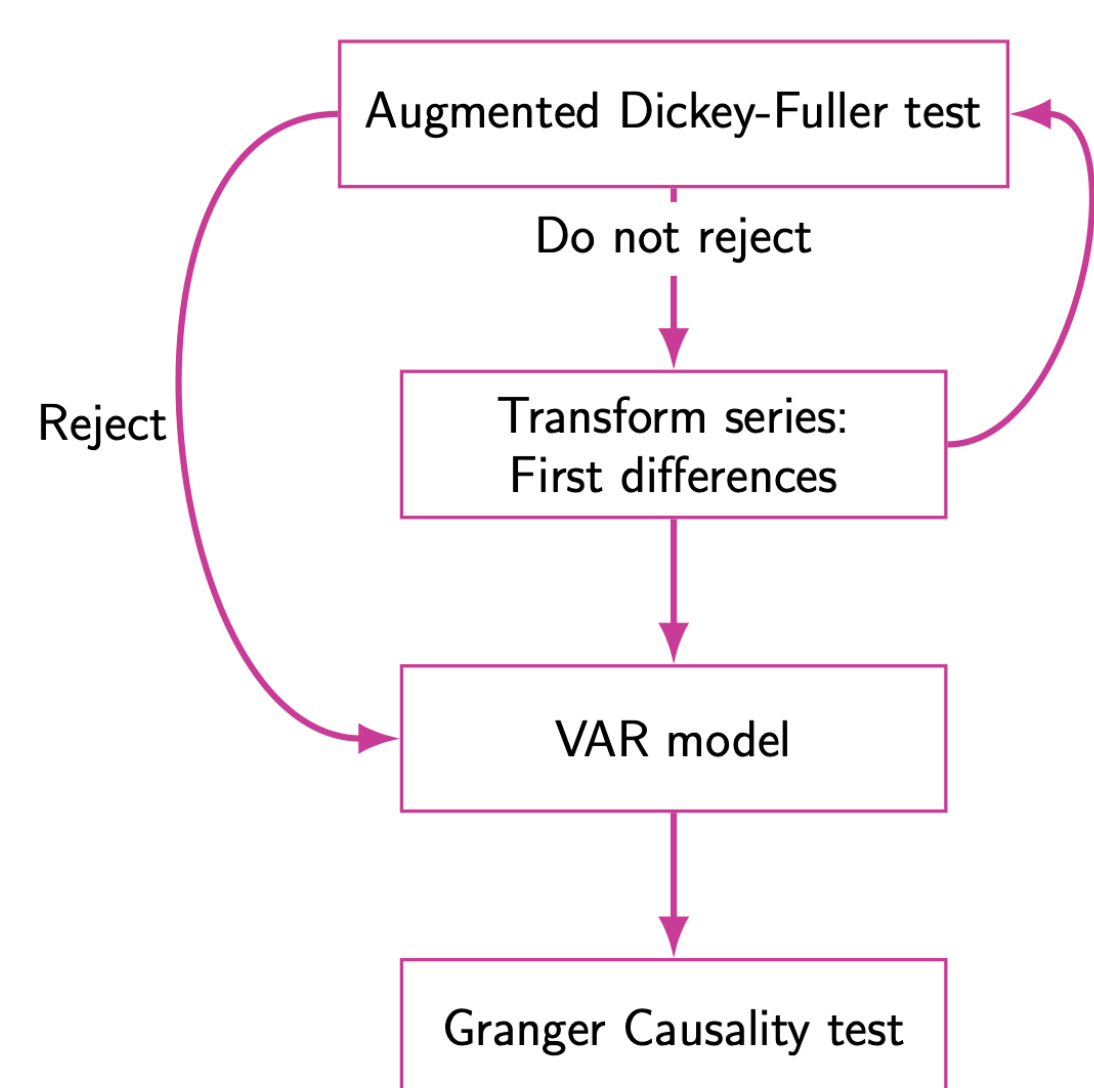 Augmented Dickey-Fuller test
Do not reject
Reject
Transform series:
First differences
VAR model
Granger Causality test